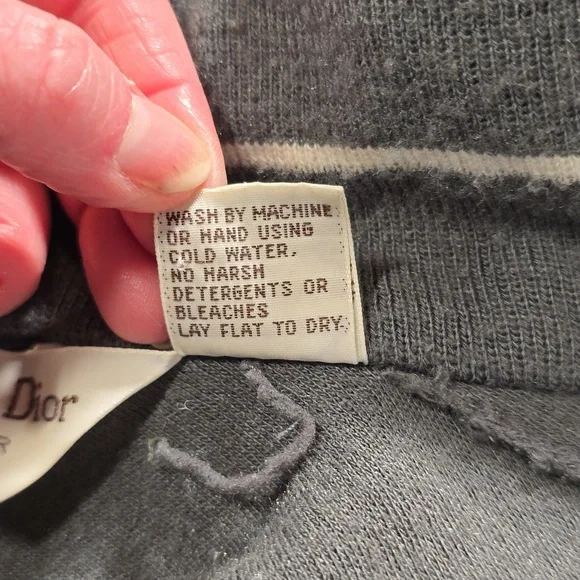 WASH BY MACHINE
OR HAND USING
COLD WATER.
NO HARSH
DETERGENTS OR
BLEACHES
LAY FLAT TO DRY
Dior
R